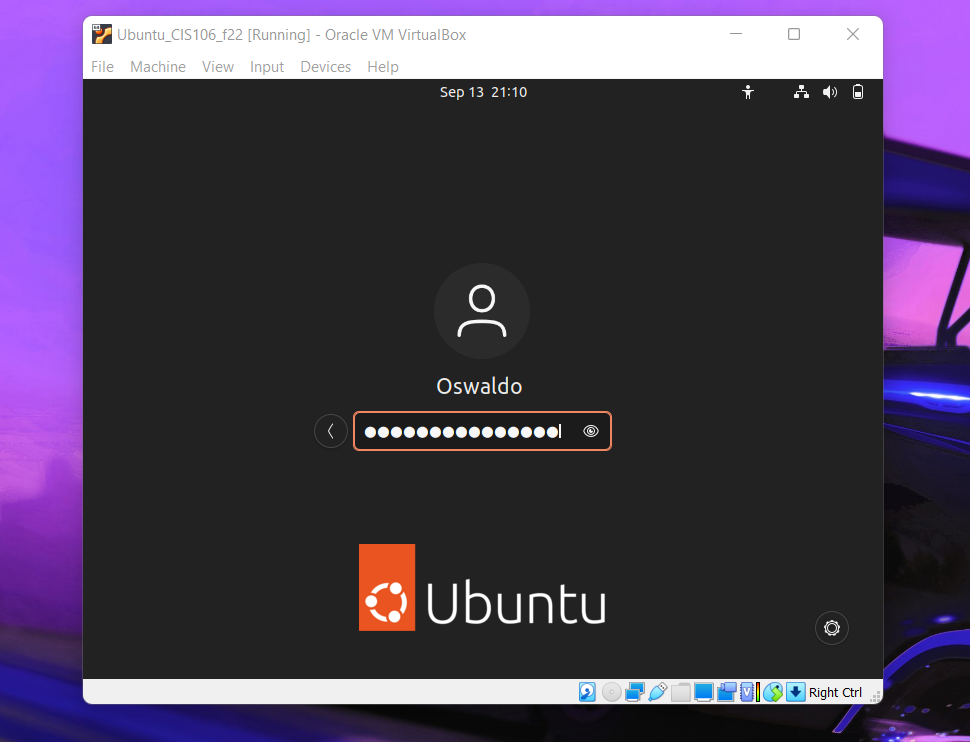 Ubuntu_CIS106_f22 [Running] - Oracle VM VirtualBox
File Machine View Input Devices Help
Sep 13 21:10
Oswaldo
Ubuntu
Right Ctrl